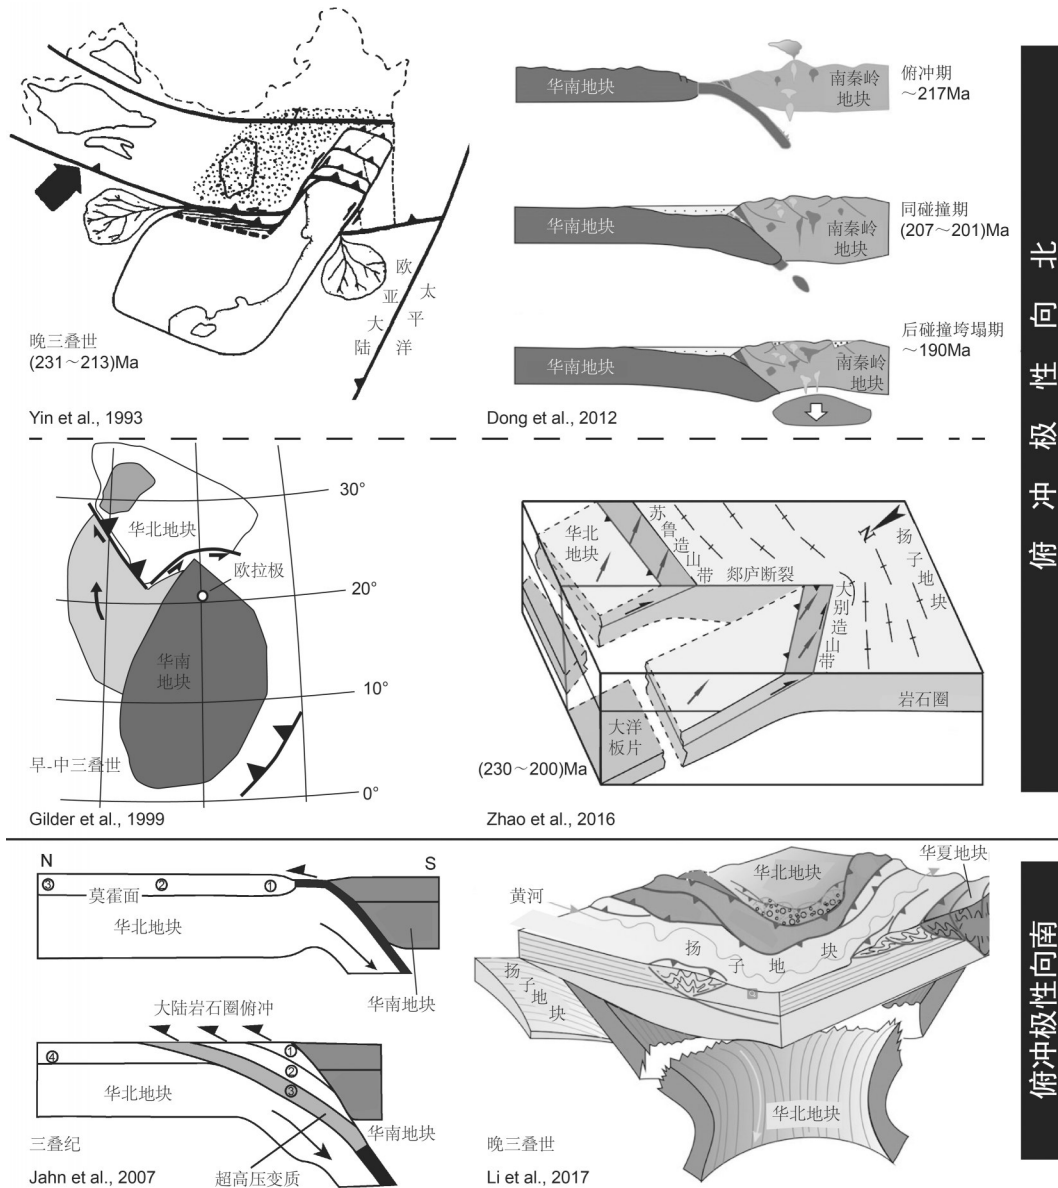 欧
亚
大
陆
太
平
洋
晚三叠世
(231～213)Ma
Yin et al., 1993
华南地块
南秦岭
地块
俯冲期
～217Ma
华南地块
南秦岭
地块
同碰撞期
(207～201)Ma
华南地块
南秦岭
地块
后碰撞垮塌期
～190Ma
Dong et al., 2012
30°
华北地块
欧拉极
20°
华南
地块
10°
早-中三叠世
0°
Gilder et al., 1999
华北
地块
苏鲁造山带
郯庐断裂
N
扬子地块
大别造山带
岩石圈
大洋
板片
(230～200)Ma
Zhao et al., 2016
俯冲极性向北
N
S
③
②
①
莫霍面
华北地块
华南地块
大陆岩石圈俯冲
④
①
②
③
华北地块
华南地块
三叠纪
超高压变质
Jahn et al., 2007
华夏地块
华北地块
黄河
扬子地块
扬子地块
华北地块
晚三叠世
Li et al., 2017
俯冲极性向南